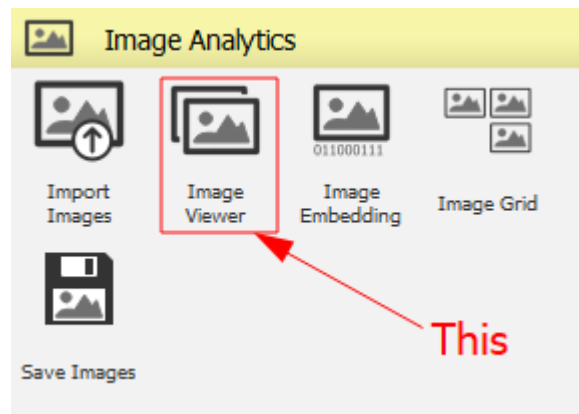 Image Analytics
011000111
Import
Images
Image
Viewer
Image
Embedding
Image Grid
This
Save Images